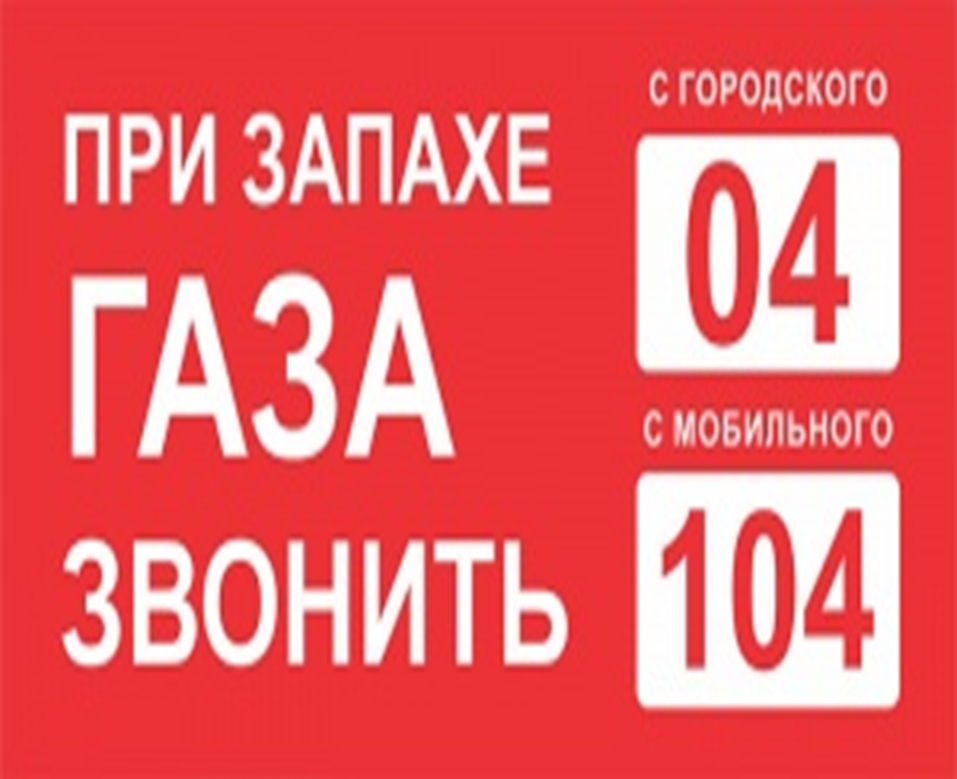 ПРИ ЗАПАХЕ
ГАЗА
ЗВОНИТЬ
С ГОРОДСКОГО
04
С МОБИЛЬНОГО
104